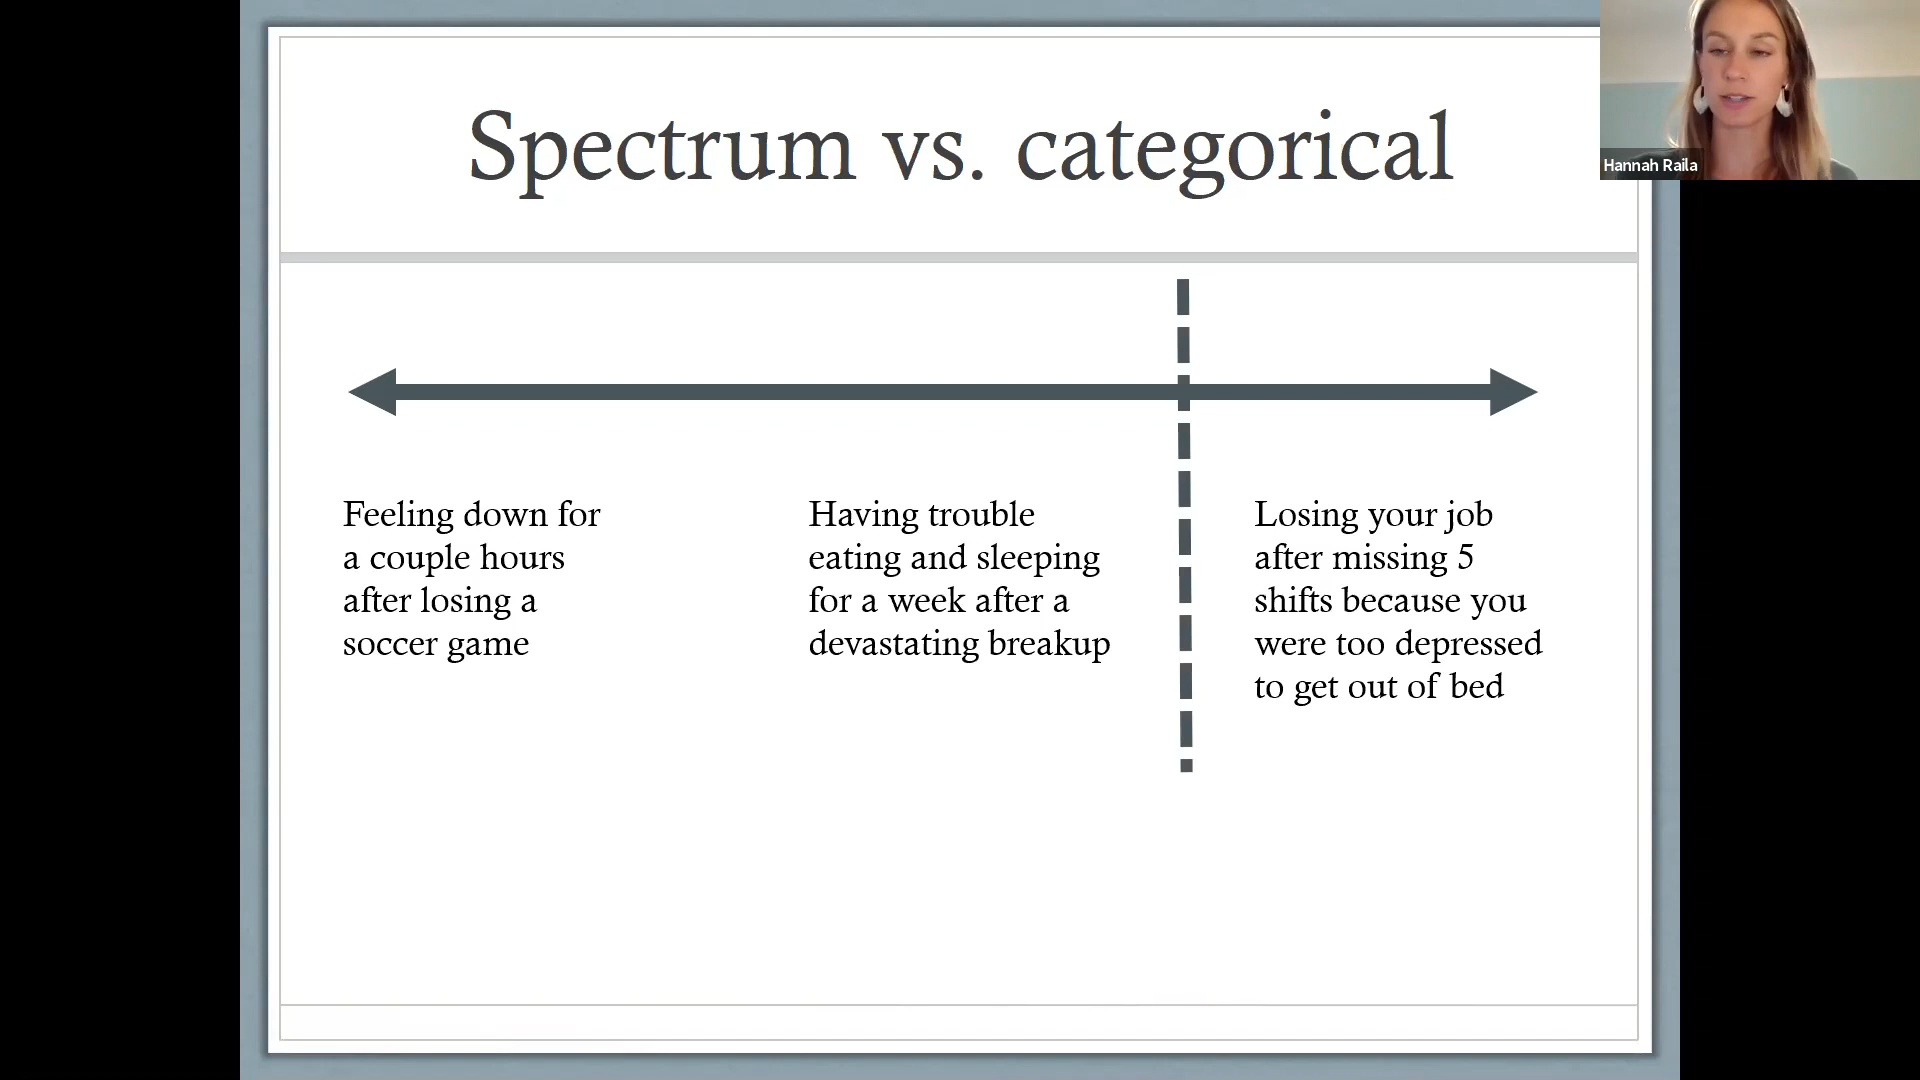 Spectrum vs. categorical
Hannah Raila
Feeling down for
a couple hours
after losing a
soccer game
Having trouble
eating and sleeping
for a week after a
devastating breakup
Losing your job
after missing 5
shifts because you
were too depressed
to get out of bed